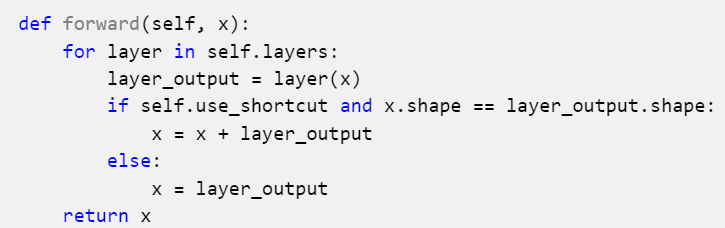 def forward(self, x):
    for layer in self.layers:
        layer_output = layer(x)
        if self.use_shortcut and x.shape == layer_output.shape:
            x = x + layer_output
        else:
            x = layer_output
    return x